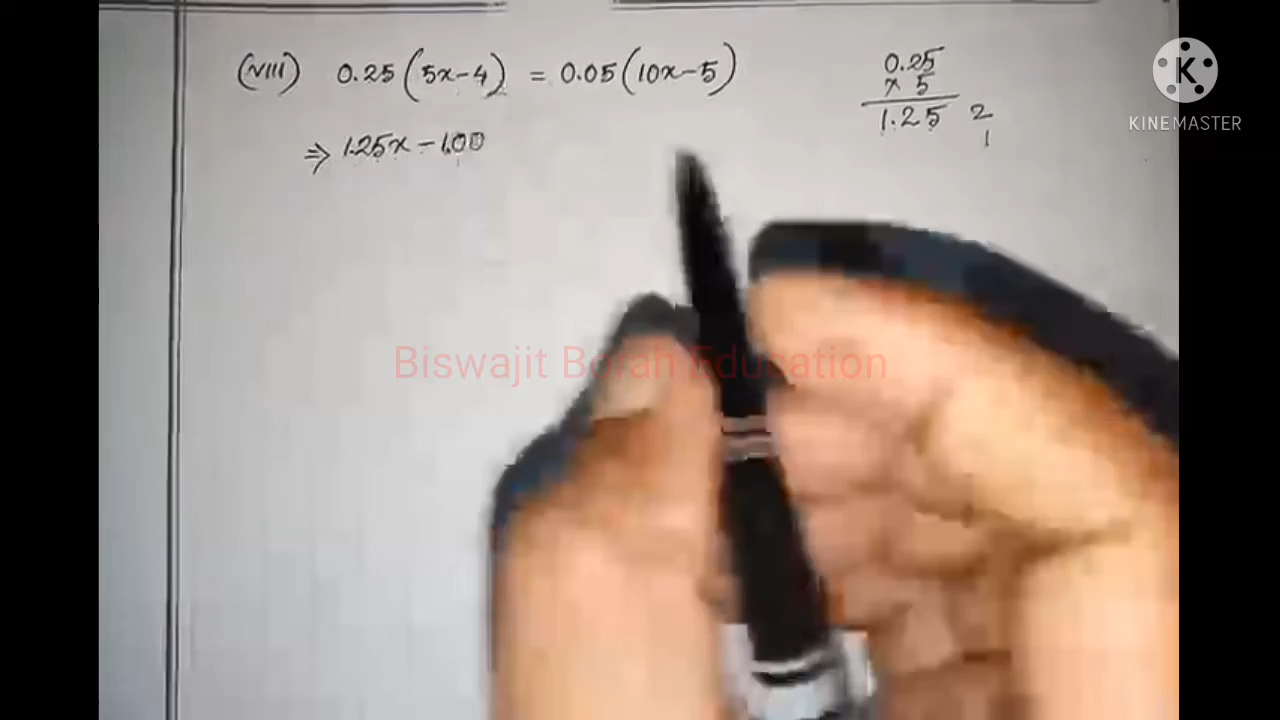 (VIII) 0.25(5x-4) = 0.05(10x-5)
⇒ 1.25x - 1.00
0.25
x 5
1.25 2
1
KINEMASTER
Biswajit Borah Education